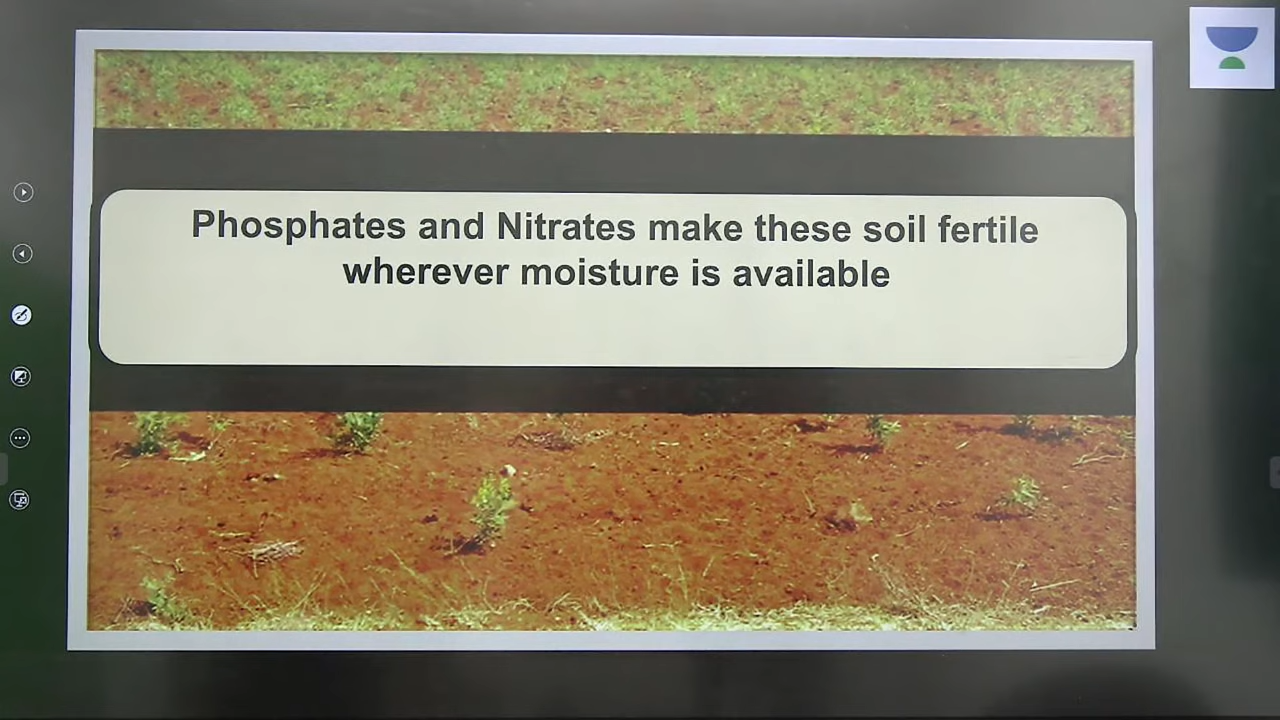 Phosphates and Nitrates make these soil fertile
wherever moisture is available